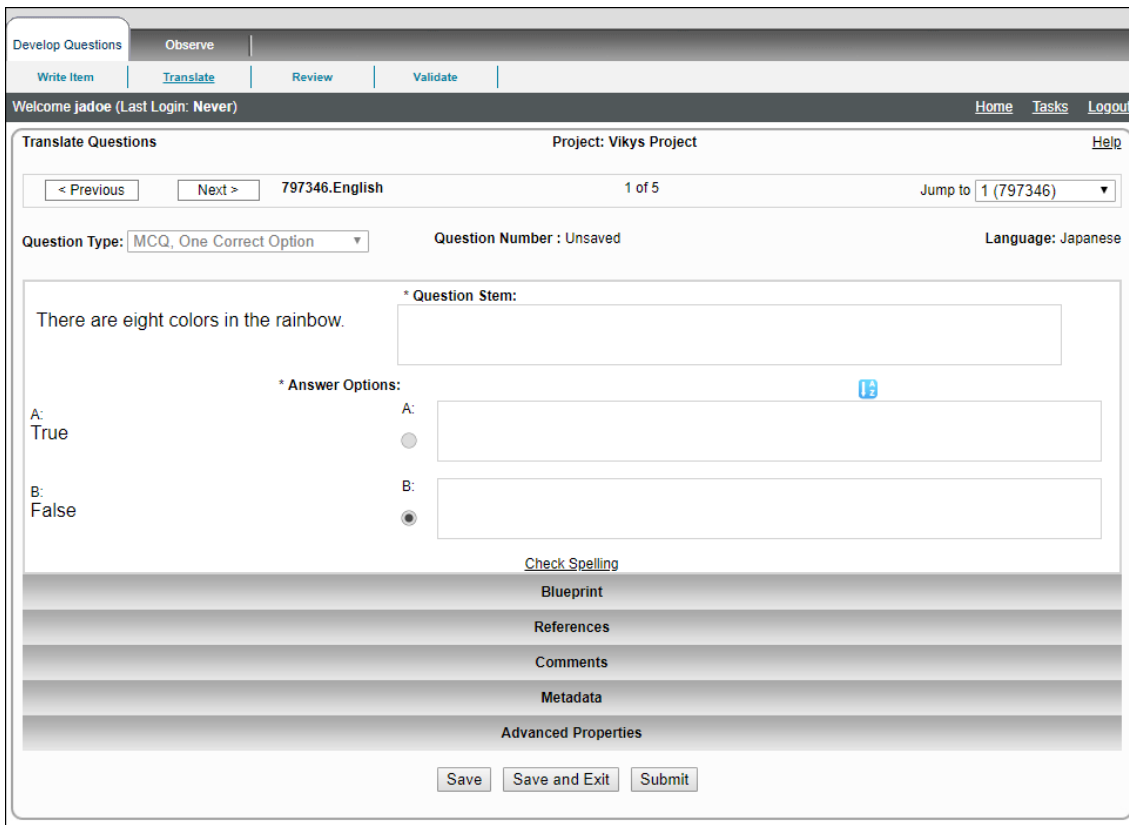 Develop Questions Observe
Write Item Translate Review Validate
Welcome jadoe (Last Login: Never) Home Tasks Logout
Translate Questions Project: Vikys Project Help
< Previous Next > 797346.English 1 of 5 Jump to 1 (797346)
Question Type: MCQ, One Correct Option Question Number : Unsaved Language: Japanese
* Question Stem:
There are eight colors in the rainbow.
* Answer Options:
A: A:
True
B: B:
False
Check Spelling
Blueprint
References
Comments
Metadata
Advanced Properties
Save Save and Exit Submit